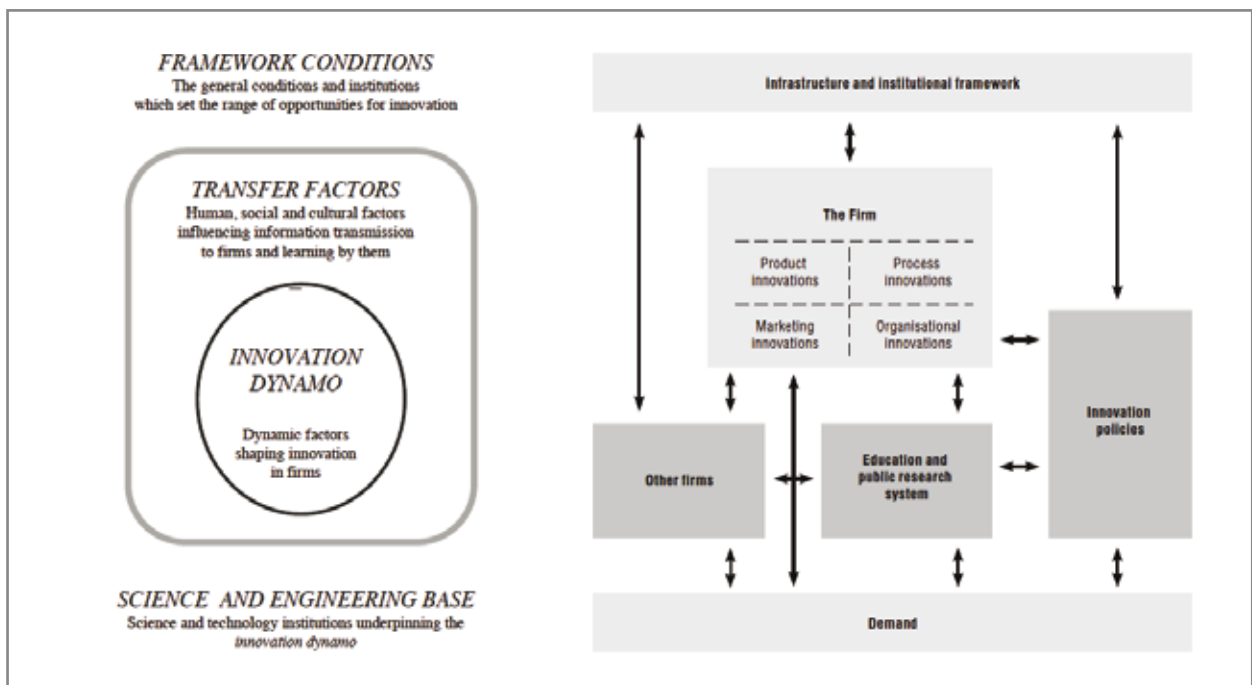 FRAMEWORK CONDITIONS
The general conditions and institutions
which set the range of opportunities for innovation
TRANSFER FACTORS
Human, social and cultural factors
influencing information transmission
to firms and learning by them
INNOVATION
DYNAMO
Dynamic factors
shaping innovation
in firms
SCIENCE AND ENGINEERING BASE
Science and technology institutions underpinning the
innovation dynamo
Infrastructure and institutional framework
The Firm
Product
innovations
Process
innovations
Marketing
innovations
Organisational
innovations
Innovation
policies
Other firms
Education and
public research
system
Demand